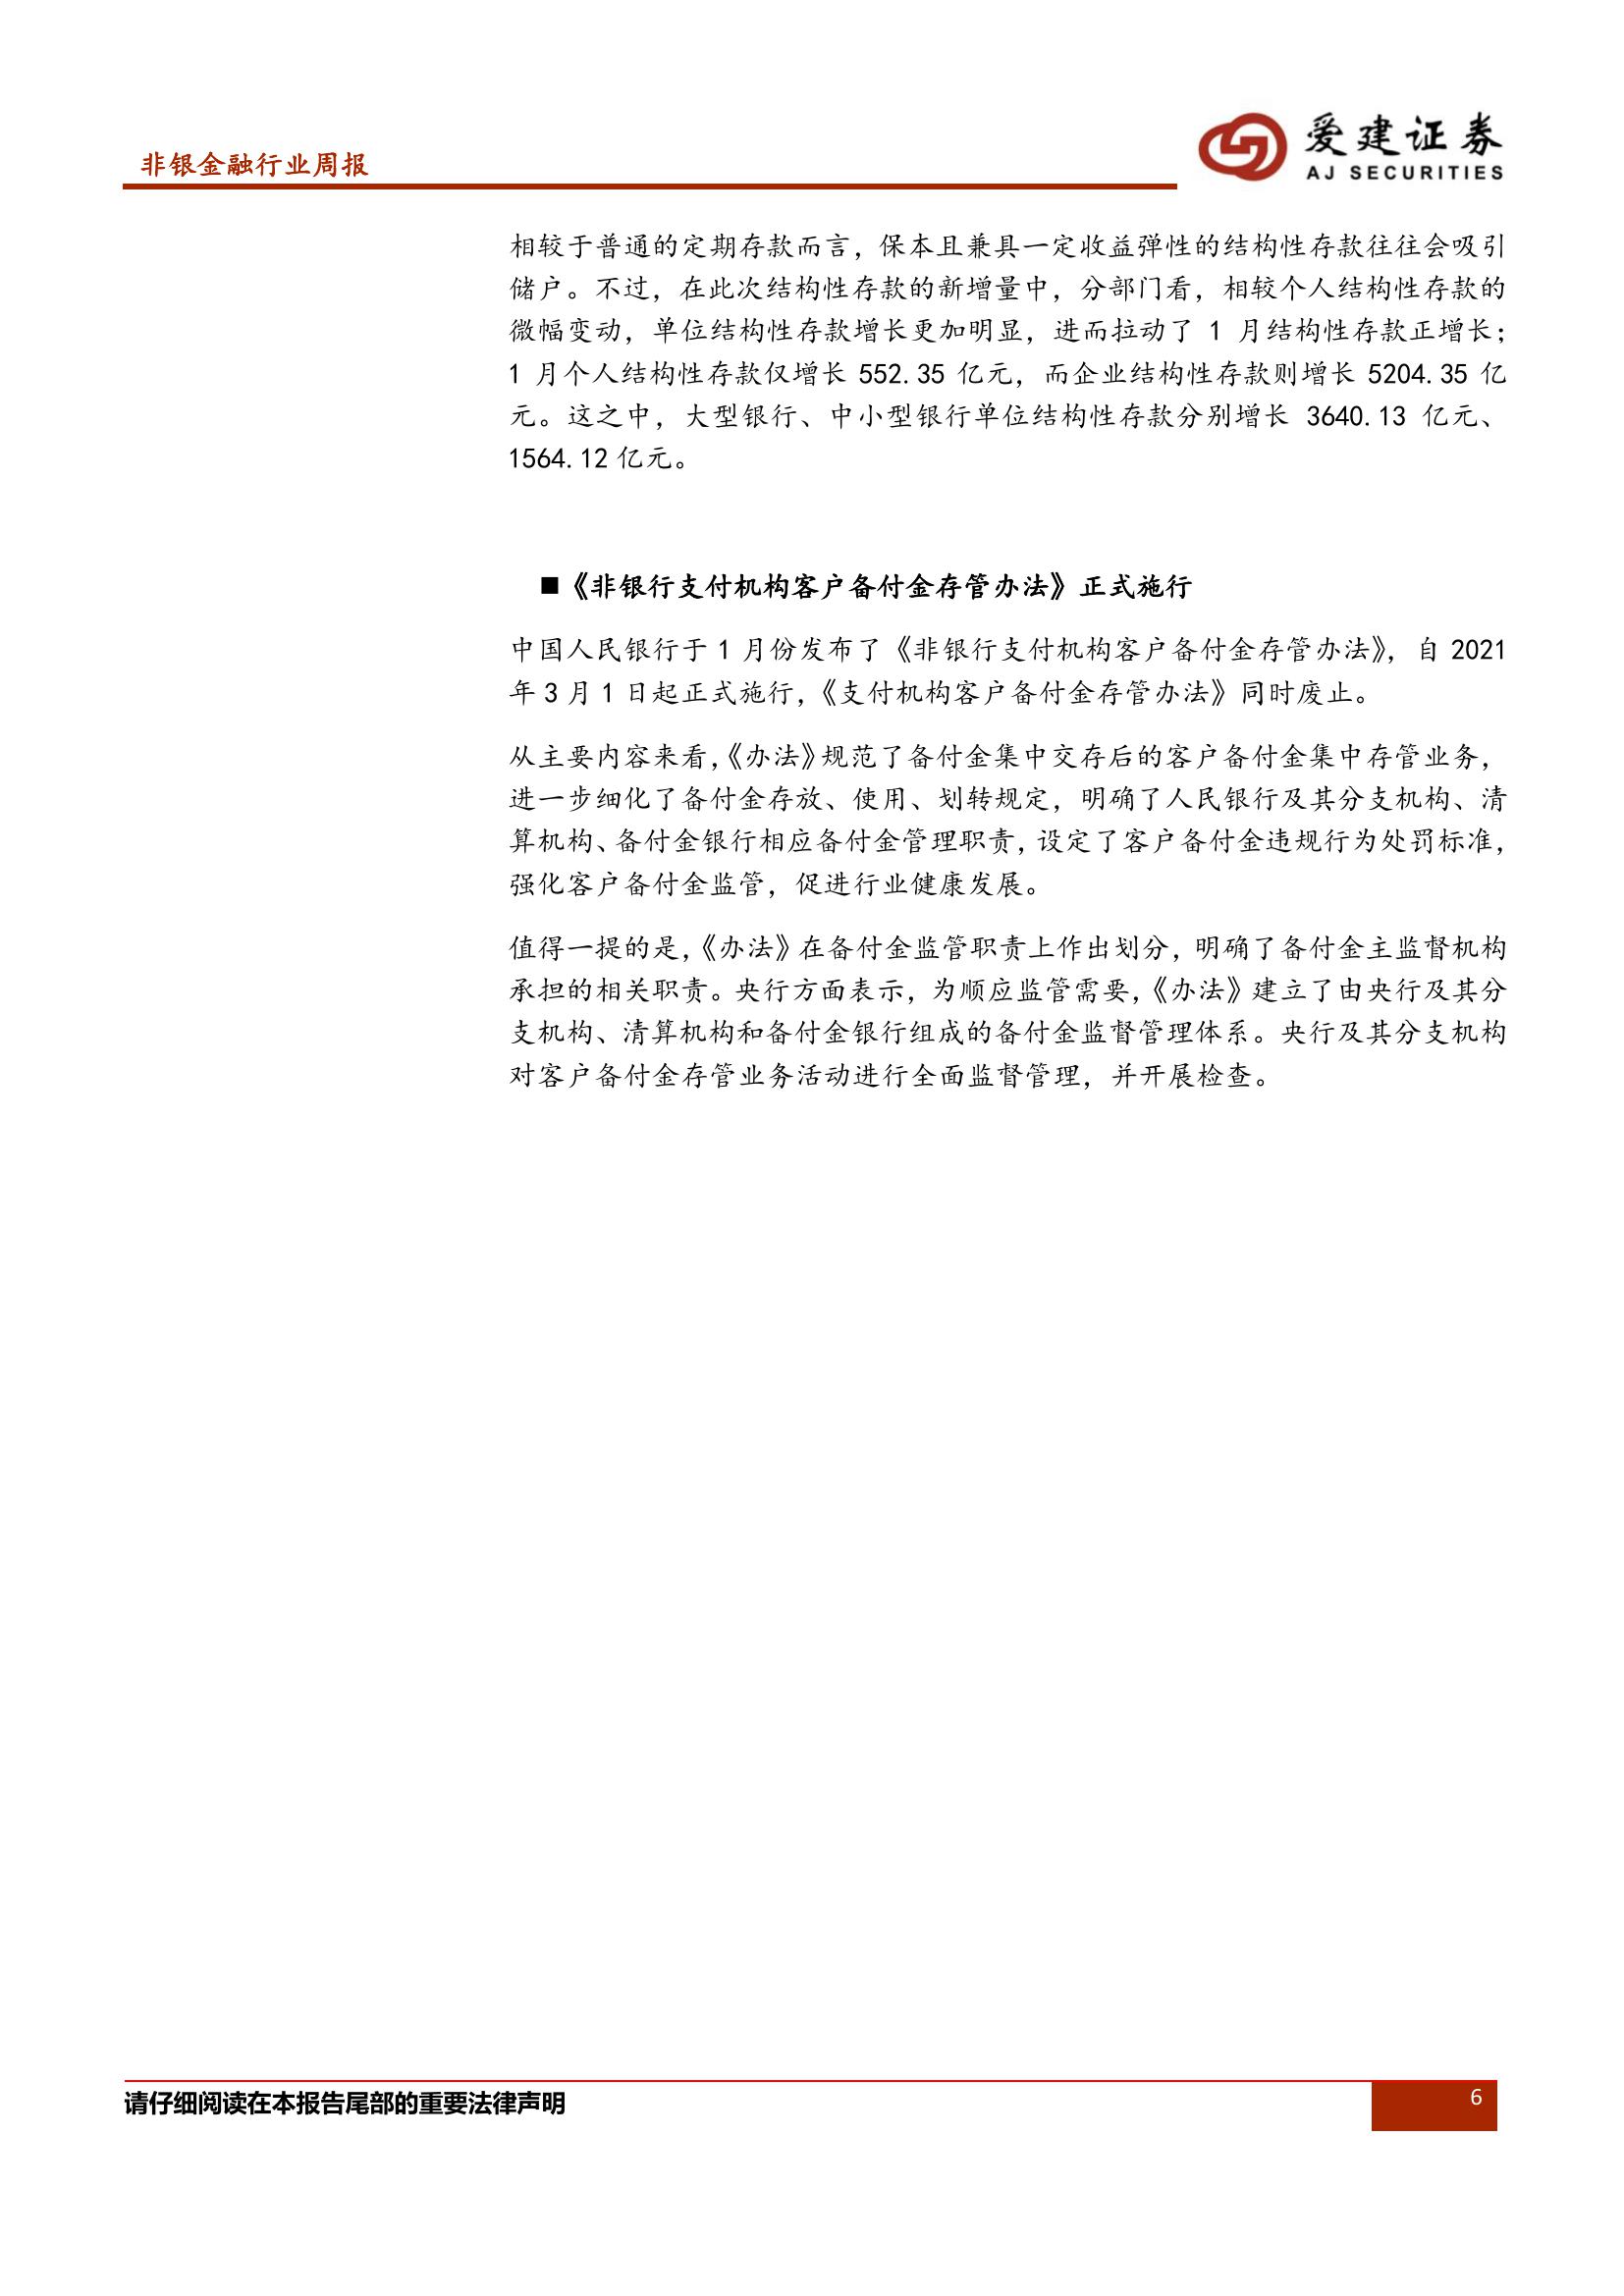 非银金融行业周报
爱建证券
AJ SECURITIES
相较于普通的定期存款而言，保本且兼具一定收益弹性的结构性存款往往会吸引
储户。不过，在此次结构性存款的新增量中，分部门看，相较个人结构性存款的
微幅变动，单位结构性存款增长更加明显，进而拉动了 1 月结构性存款正增长；
1 月个人结构性存款仅增长 552.35 亿元，而企业结构性存款则增长 5204.35 亿
元。这之中，大型银行、中小型银行单位结构性存款分别增长 3640.13 亿元、
1564.12 亿元。
■《非银行支付机构客户备付金存管办法》正式施行
中国人民银行于 1 月份发布了《非银行支付机构客户备付金存管办法》，自 2021
年 3 月 1 日起正式施行，《支付机构客户备付金存管办法》同时废止。
从主要内容来看，《办法》规范了备付金集中交存后的客户备付金集中存管业务，
进一步细化了备付金存放、使用、划转规定，明确了人民银行及其分支机构、清
算机构、备付金银行相应备付金管理职责，设定了客户备付金违规行为处罚标准，
强化客户备付金监管，促进行业健康发展。
值得一提的是，《办法》在备付金监管职责上作出划分，明确了备付金主监督机构
承担的相关职责。央行方面表示，为顺应监管需要，《办法》建立了由央行及其分
支机构、清算机构和备付金银行组成的备付金监督管理体系。央行及其分支机构
对客户备付金存管业务活动进行全面监督管理，并开展检查。
请仔细阅读在本报告尾部的重要法律声明
6